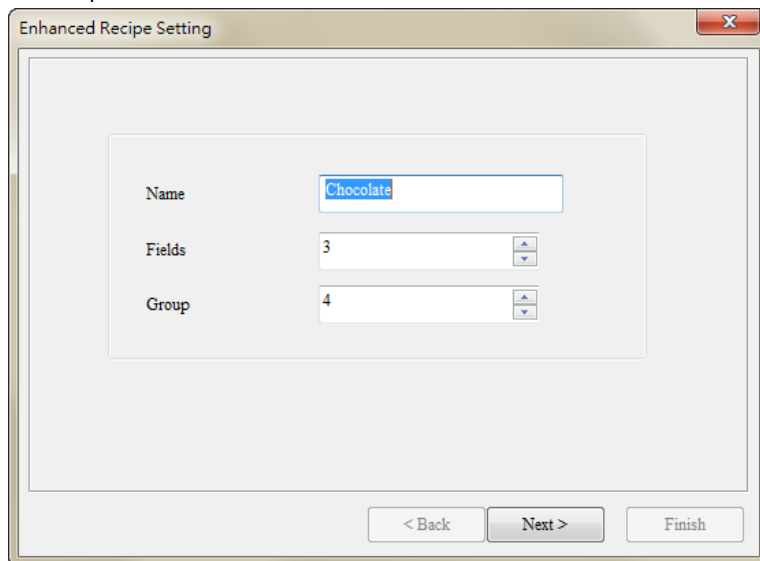 Enhanced Recipe Setting
Name Chocolate
Fields 3
Group 4
< Back Next > Finish